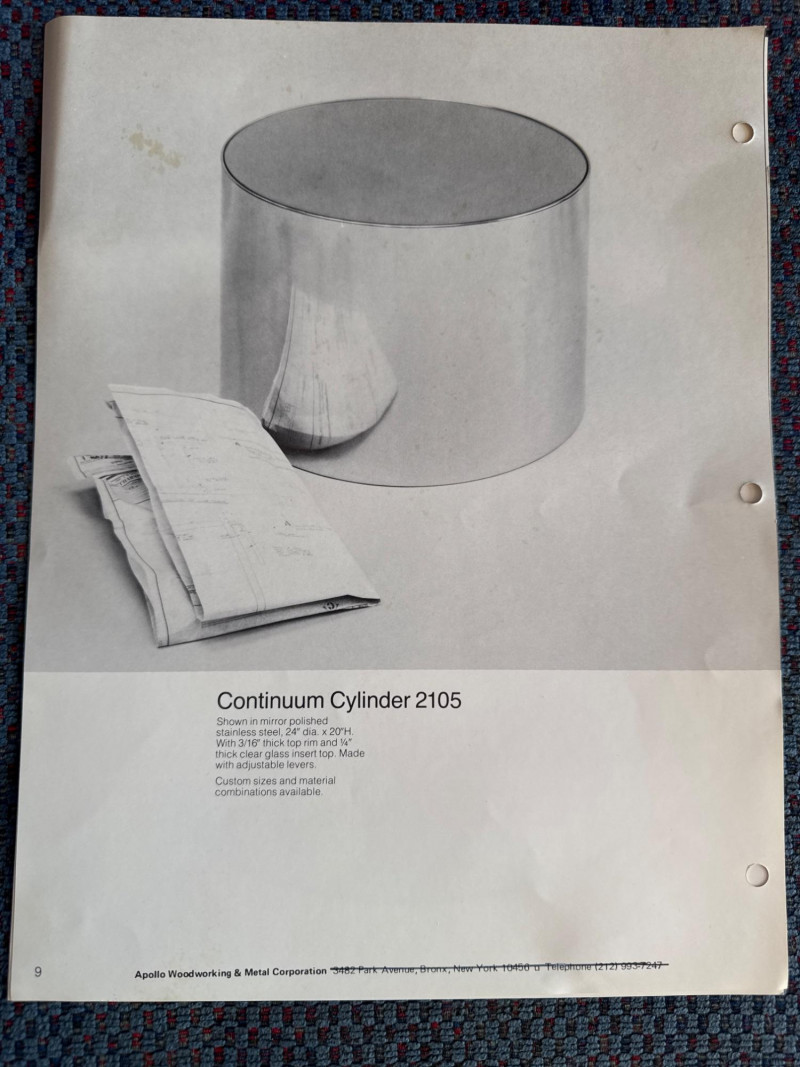 Continuum Cylinder 2105
Shown in mirror polished
stainless steel, 24" dia. x 20"H.
With 3/16" thick top rim and ¼"
thick clear glass insert top. Made
with adjustable levers.
Custom sizes and material
combinations available.
9 Apollo Woodworking & Metal Corporation 3482 Park Avenue, Bronx, New York 10456 Telephone (212) 993-7247